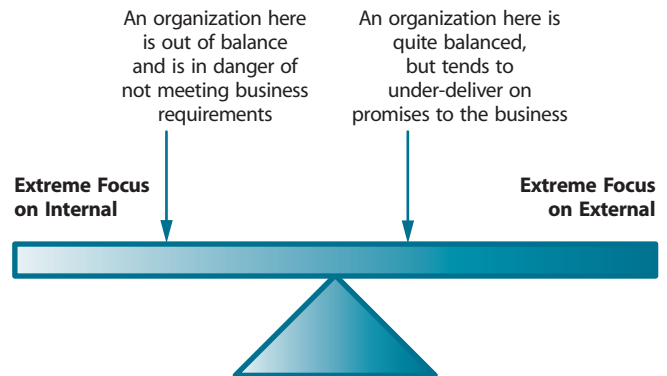 An organization here
is out of balance
and is in danger of
not meeting business
requirements
An organization here is
quite balanced,
but tends to
under-deliver on
promises to the business
Extreme Focus
on Internal
Extreme Focus
on External